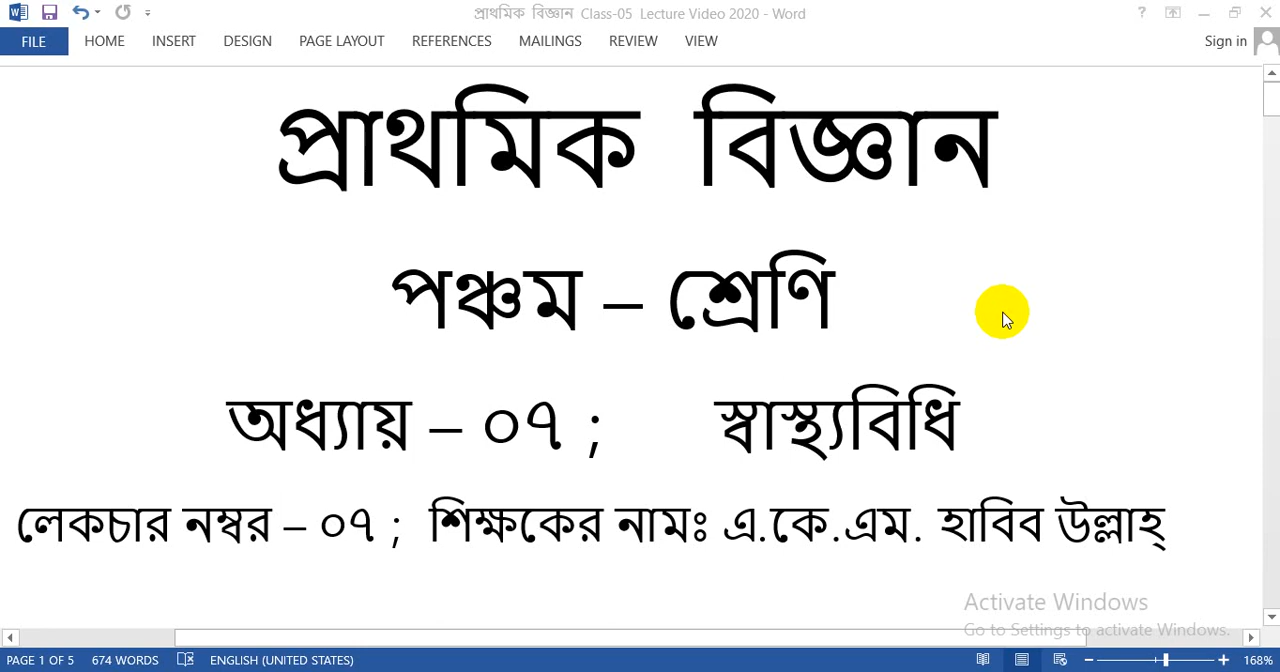 প্রাথমিক বিজ্ঞান Class-05 Lecture Video 2020 - Word
FILE HOME INSERT DESIGN PAGE LAYOUT REFERENCES MAILINGS REVIEW VIEW Sign in
প্রাথমিক বিজ্ঞান
পঞ্চম – শ্রেণি
অধ্যায় – ০৭ ; স্বাস্থ্যবিধি
লেকচার নম্বর – ০৭ ; শিক্ষকের নামঃ এ.কে.এম. হাবিব উল্লাহ্
Activate Windows
Go to Settings to activate Windows.
PAGE 1 OF 5 674 WORDS ENGLISH (UNITED STATES) 168%